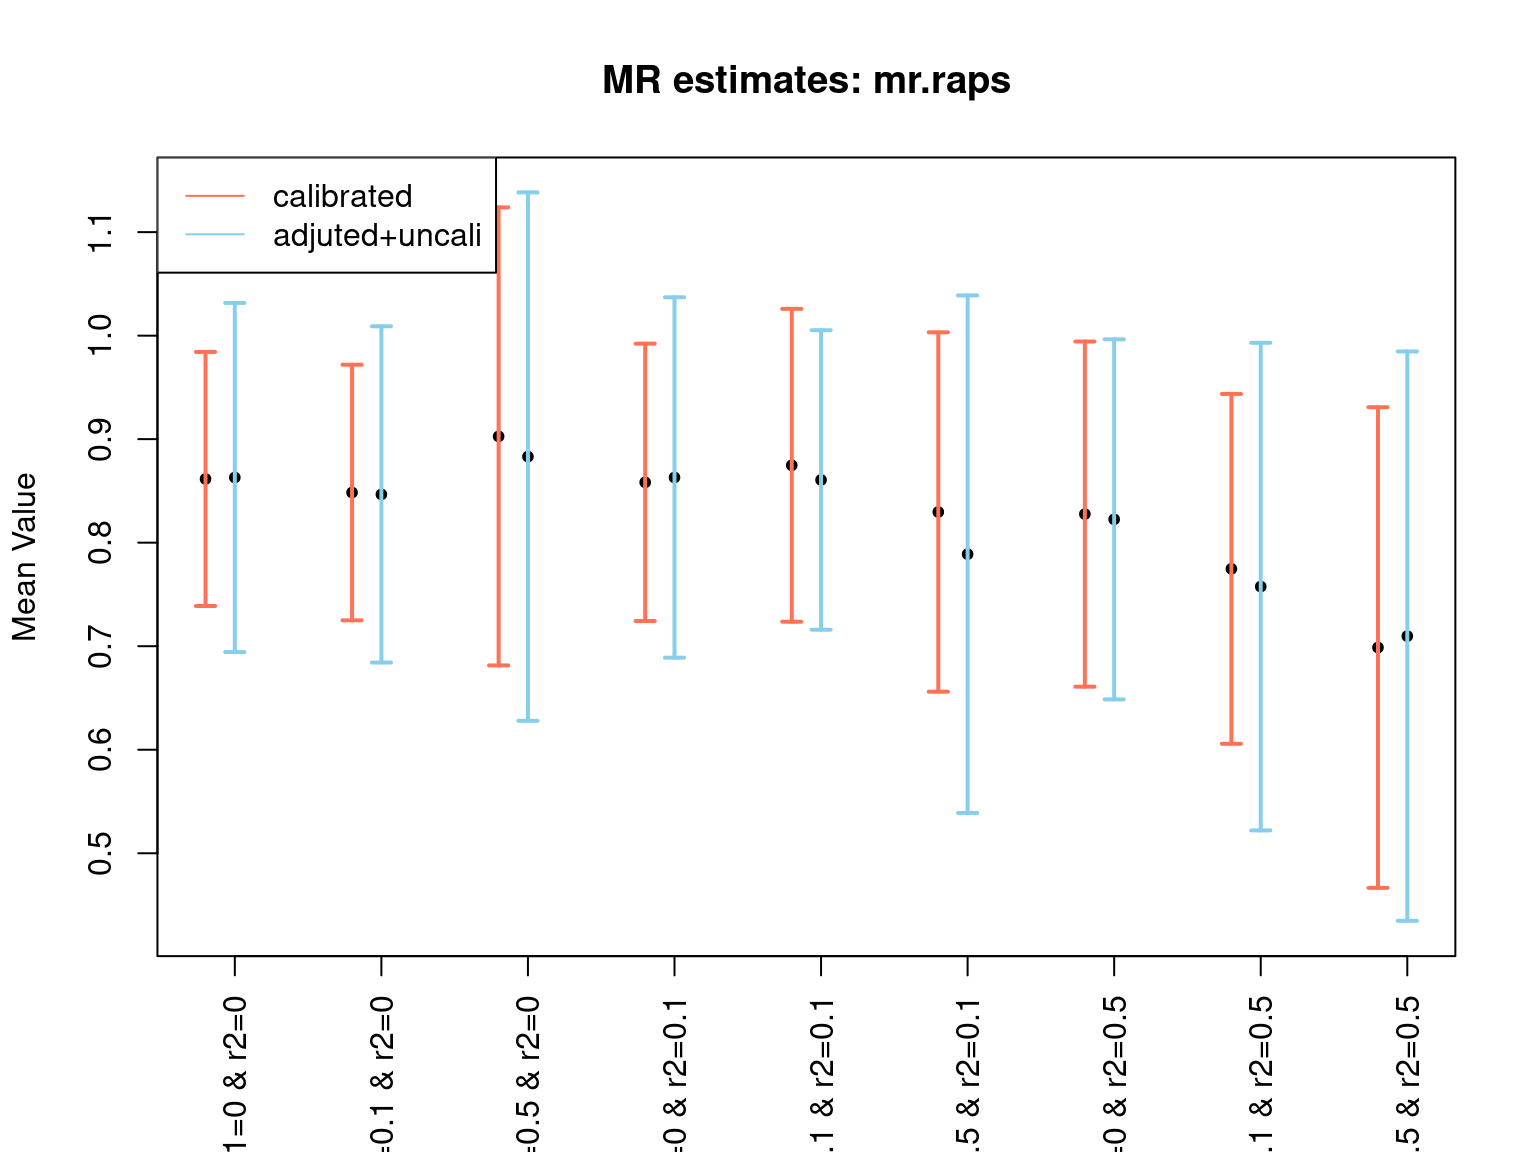 MR estimates: mr.raps
calibrated
adjuted+uncali
Mean Value
1.1
1.0
0.9
0.8
0.7
0.6
0.5
1=0 & r2=0
=0.1 & r2=0
=0.5 & r2=0
=0 & r2=0.1
.1 & r2=0.1
.5 & r2=0.1
=0 & r2=0.5
.1 & r2=0.5
.5 & r2=0.5